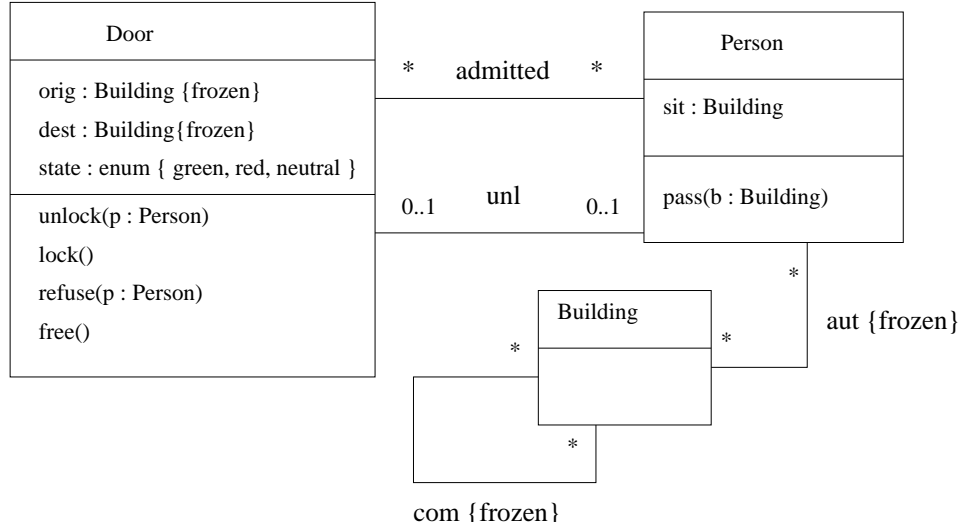 Door
orig : Building {frozen}
dest : Building{frozen}
state : enum { green, red, neutral }
unlock(p : Person)
lock()
refuse(p : Person)
free()
* admitted *
unl
0..1 0..1
Person
sit : Building
pass(b : Building)
*
aut {frozen}
Building
*
*
*
com {frozen}